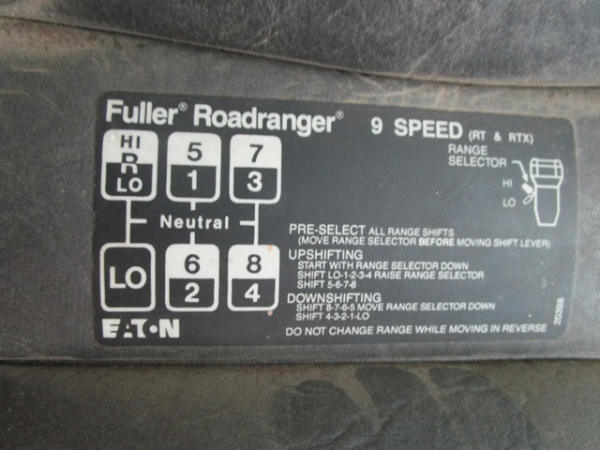 Fuller® Roadranger® 9 SPEED (RT & RTX)
HI
R
LO
5
1
7
3
RANGE
SELECTOR
HI
LO
Neutral
LO
6
2
8
4
PRE-SELECT ALL RANGE SHIFTS
(MOVE RANGE SELECTOR BEFORE MOVING SHIFT LEVER)
UPSHIFTING
START WITH RANGE SELECTOR DOWN
SHIFT LO-1-2-3-4 RAISE RANGE SELECTOR
SHIFT 5-6-7-8
DOWNSHIFTING
SHIFT 8-7-6-5 MOVE RANGE SELECTOR DOWN
SHIFT 4-3-2-1-LO
EATON
DO NOT CHANGE RANGE WHILE MOVING IN REVERSE
20398